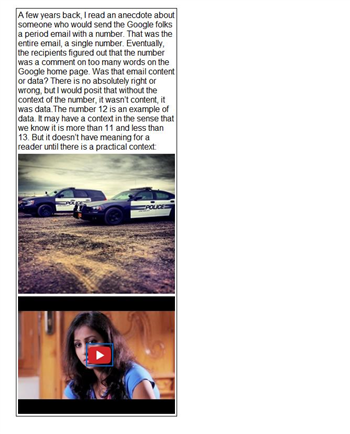 A few years back, I read an anecdote about
someone who would send the Google folks
a period email with a number. That was the
entire email, a single number. Eventually,
the recipients figured out that the number
was a comment on too many words on the
Google home page. Was that email content
or data? There is no absolutely right or
wrong, but I would posit that without the
context of the number, it wasn't content, it
was data.The number 12 is an example of
data. It may have a context in the sense that
we know it is more than 11 and less than
13. But it doesn't have meaning for a
reader until there is a practical context:
POLICE
POLICE